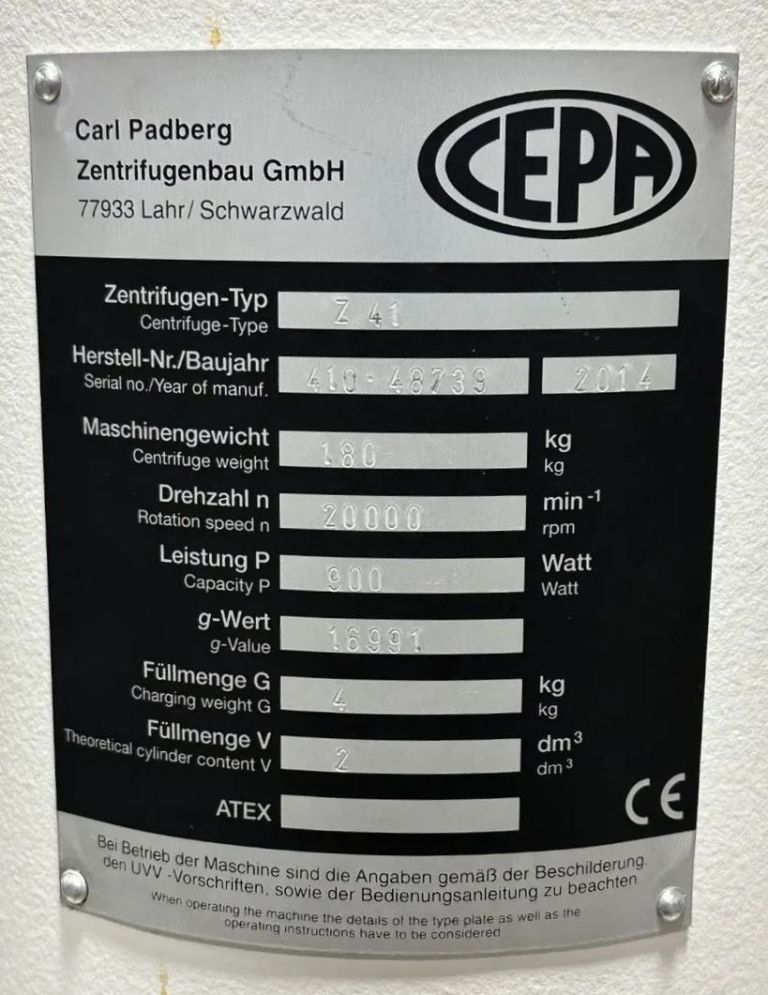 Carl Padberg
Zentrifugenbau GmbH
77933 Lahr/Schwarzwald
CEPA
Zentrifugen-Typ
Centrifuge-Type
Z 41
Herstell-Nr./Baujahr
Serial no./Year of manuf.
410-48739 2014
Maschinengewicht kg
Centrifuge weight kg
180
Drehzahl n min⁻¹
Rotation speed n rpm
20000
Leistung P Watt
Capacity P Watt
900
g-Wert
g-Value
16991
Füllmenge G kg
Charging weight G kg
4
Füllmenge V dm³
Theoretical cylinder content V dm³
2
ATEX
CE
Bei Betrieb der Maschine sind die Angaben gemäß der Beschilderung,
den UVV -Vorschriften, sowie der Bedienungsanleitung zu beachten
When operating the machine the details of the type plate as well as the
operating instructions have to be considered